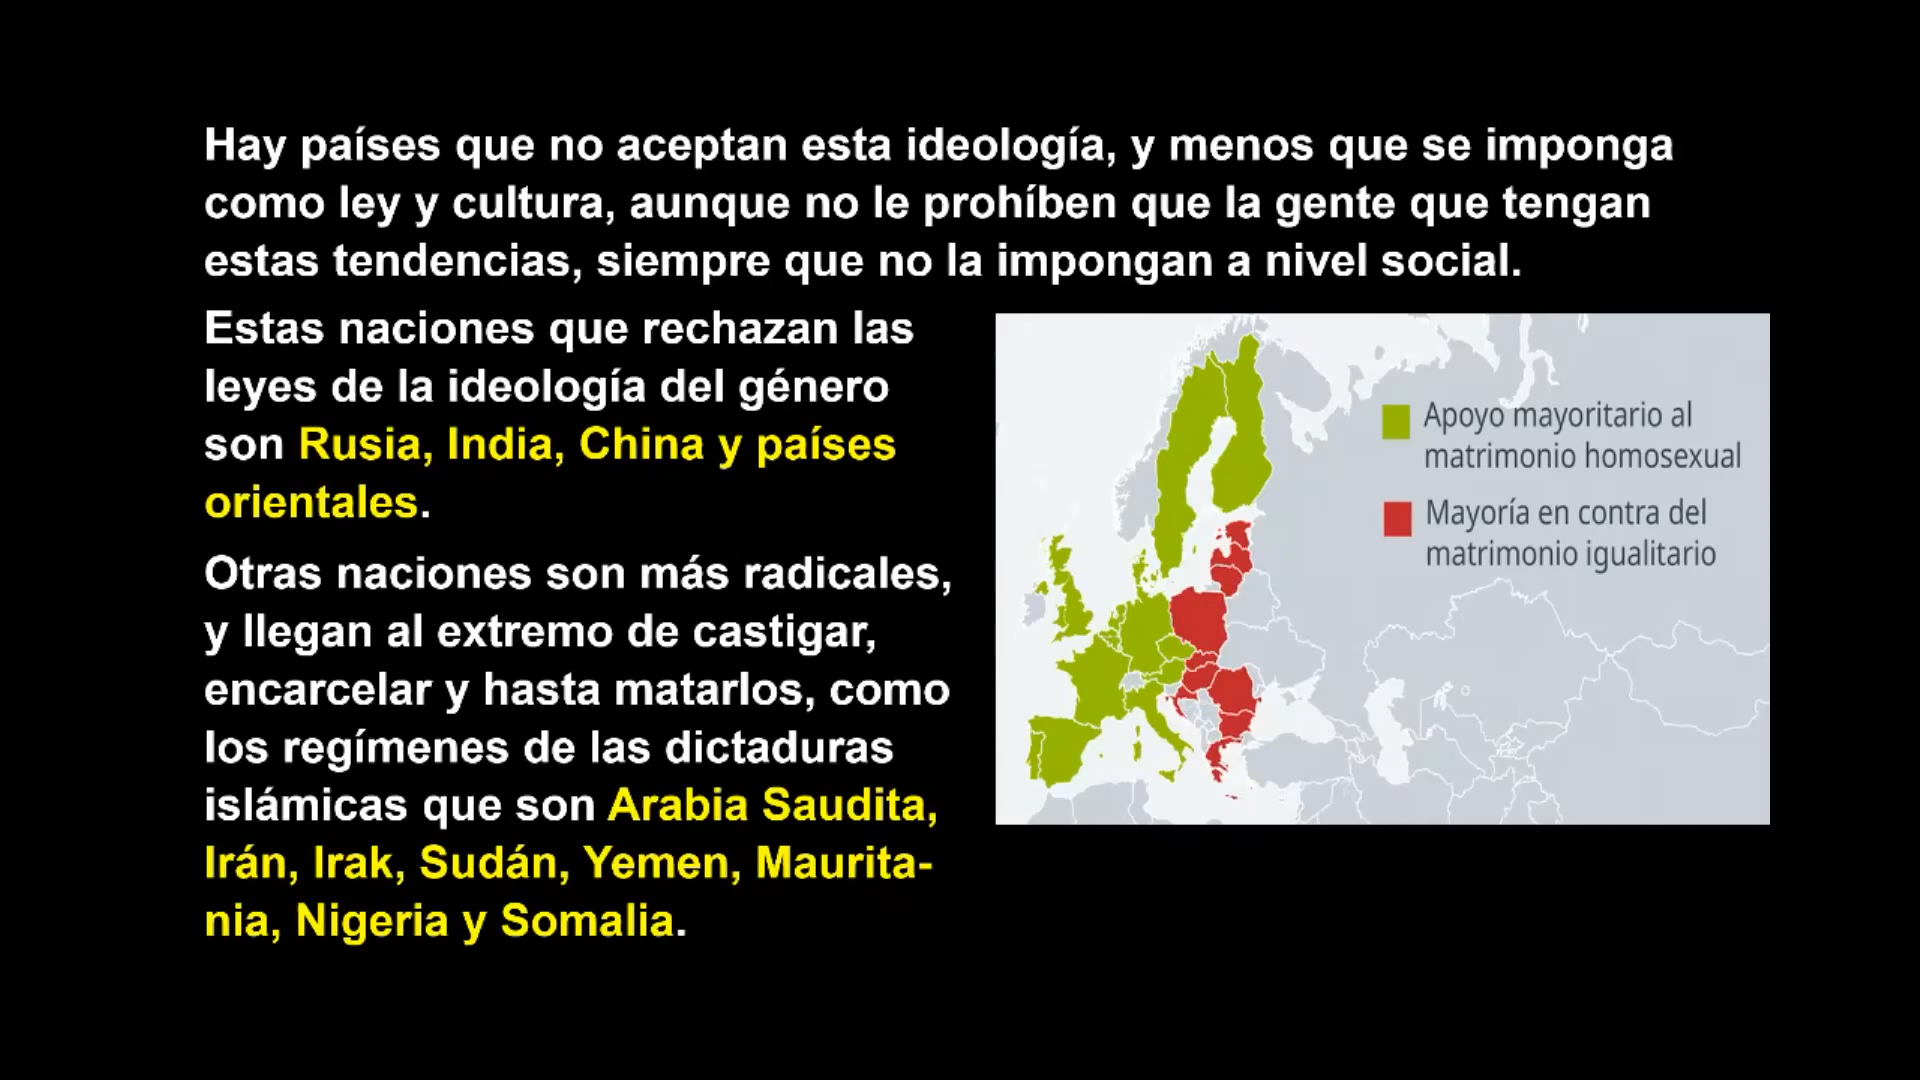 Hay países que no aceptan esta ideología, y menos que se imponga
como ley y cultura, aunque no le prohíben que la gente que tengan
estas tendencias, siempre que no la impongan a nivel social.
Estas naciones que rechazan las
leyes de la ideología del género
son Rusia, India, China y países
orientales.
Otras naciones son más radicales,
y llegan al extremo de castigar,
encarcelar y hasta matarlos, como
los regímenes de las dictaduras
islámicas que son Arabia Saudita,
Irán, Irak, Sudán, Yemen, Maurita-
nia, Nigeria y Somalia.
Apoyo mayoritario al
matrimonio homosexual
Mayoría en contra del
matrimonio igualitario